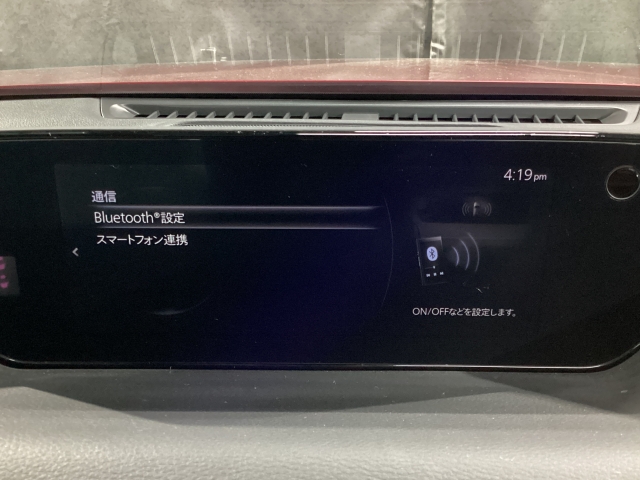 4:19pm
通信
Bluetooth®設定
スマートフォン連携
ON/OFFなどを設定します。